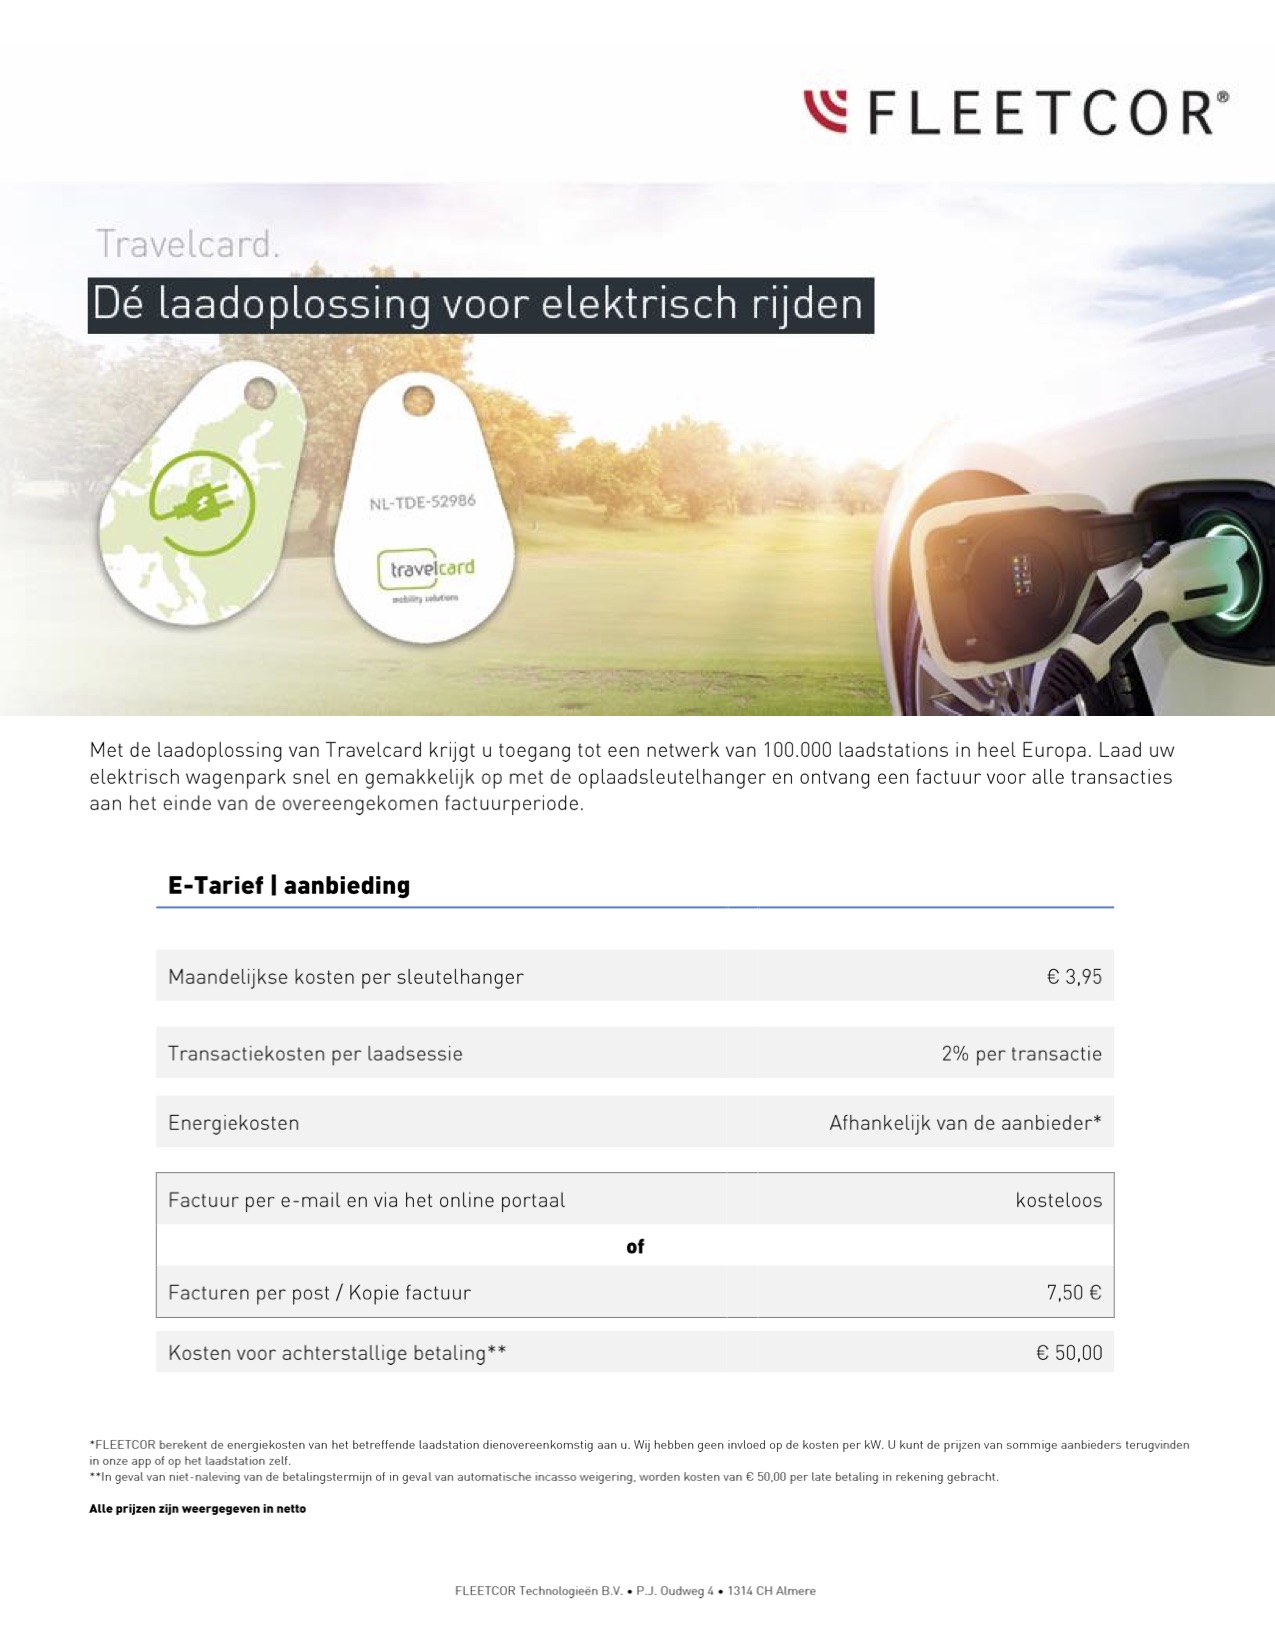 FLEETCOR®
Travelcard.
Dé laadoplossing voor elektrisch rijden
NL-TDE-52986
travelcard
mobility solutions
Met de laadoplossing van Travelcard krijgt u toegang tot een netwerk van 100.000 laadstations in heel Europa. Laad uw
elektrisch wagenpark snel en gemakkelijk op met de oplaadsleutelhanger en ontvang een factuur voor alle transacties
aan het einde van de overeengekomen factuurperiode.
E-Tarief | aanbieding
Maandelijkse kosten per sleutelhanger € 3,95
Transactiekosten per laadsessie 2% per transactie
Energiekosten Afhankelijk van de aanbieder*
Factuur per e-mail en via het online portaal kosteloos
of
Facturen per post / Kopie factuur 7,50 €
Kosten voor achterstallige betaling** € 50,00
*FLEETCOR berekent de energiekosten van het betreffende laadstation dienovereenkomstig aan u. Wij hebben geen invloed op de kosten per kW. U kunt de prijzen van sommige aanbieders terugvinden
in onze app of op het laadstation zelf.
**In geval van niet-naleving van de betalingstermijn of in geval van automatische incasso weigering, worden kosten van € 50,00 per late betaling in rekening gebracht.
Alle prijzen zijn weergegeven in netto
FLEETCOR Technologieën B.V. • P.J. Oudweg 4 • 1314 CH Almere